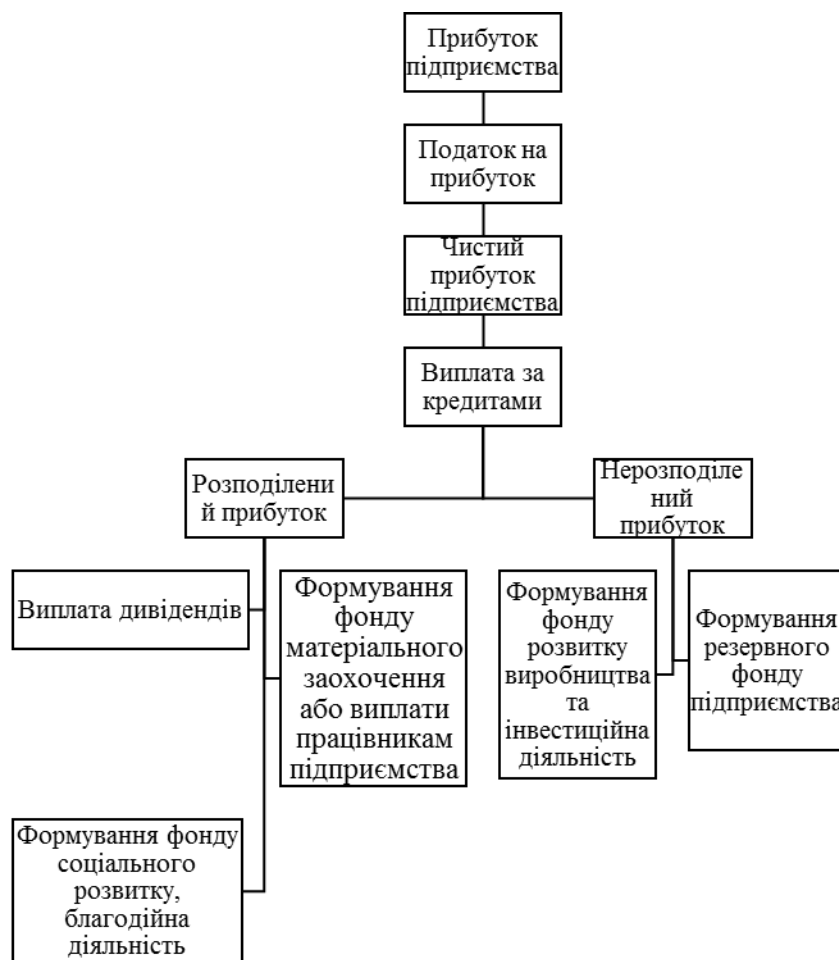 Прибуток
підприємства
Податок на
прибуток
Чистий
прибуток
підприємства
Виплата за
кредитами
Розподілени
й прибуток
Нерозподіле
ний
прибуток
Виплата дивідендів
Формування
фонду
матеріального
заохочення
або виплати
працівникам
підприємства
Формування
фонду
розвитку
виробництва
та
інвестиційна
діяльність
Формування
резервного
фонду
підприємства
Формування фонду
соціального
розвитку,
благодійна
діяльність